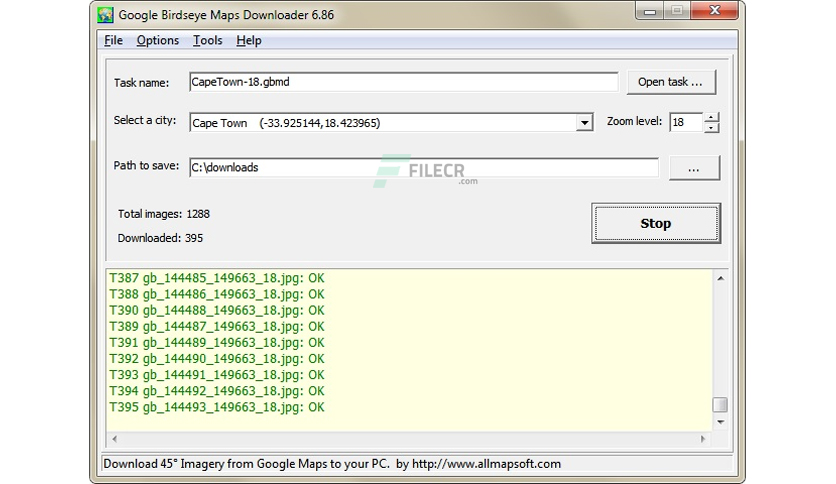 Google Birdseye Maps Downloader 6.86
File Options Tools Help
Task name: CapeTown-18.gbmd Open task ...
Select a city: Cape Town (-33.925144,18.423965) Zoom level: 18
Path to save: C:\downloads ...
FILECR
.com
Total images: 1288
Stop
Downloaded: 395
T387 gb_144485_149663_18.jpg: OK
T388 gb_144486_149663_18.jpg: OK
T390 gb_144488_149663_18.jpg: OK
T389 gb_144487_149663_18.jpg: OK
T391 gb_144489_149663_18.jpg: OK
T392 gb_144490_149663_18.jpg: OK
T393 gb_144491_149663_18.jpg: OK
T394 gb_144492_149663_18.jpg: OK
T395 gb_144493_149663_18.jpg: OK
Download 45° Imagery from Google Maps to your PC. by http://www.allmapsoft.com